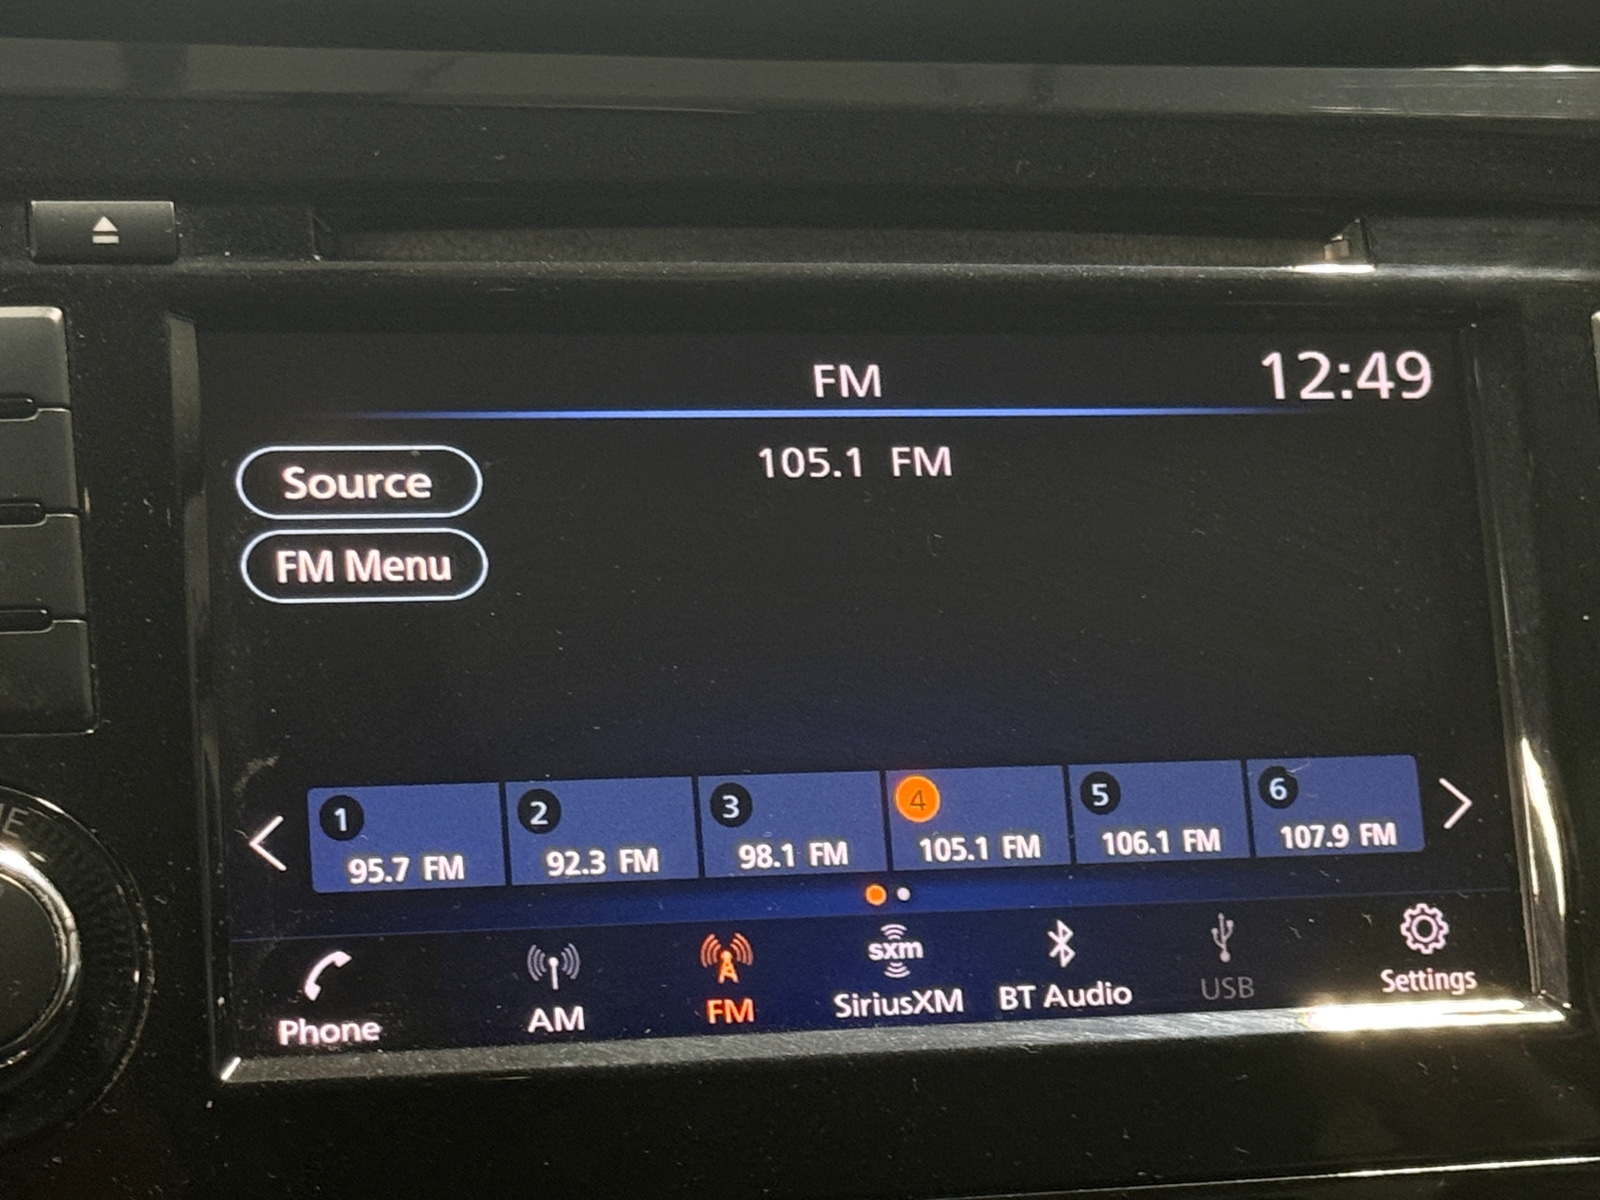 FM 12:49
105.1 FM
Source
FM Menu
1 2 3 4 5 6
95.7 FM 92.3 FM 98.1 FM 105.1 FM 106.1 FM 107.9 FM
sxm
Phone AM FM SiriusXM BT Audio USB Settings